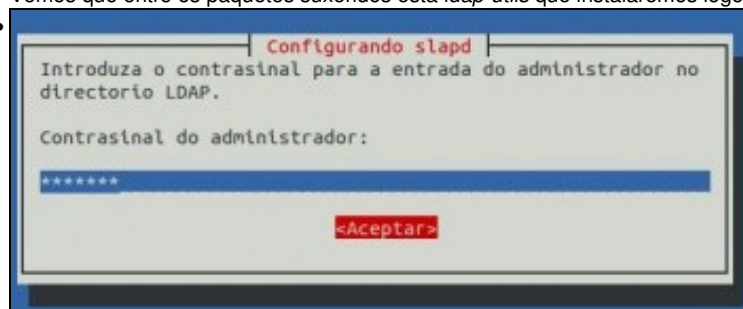 Vemos que entre os paquetes suxeridos está ldap-utils que instalaremos logo
Configurando slapd
Introduza o contrasinal para a entrada do administrador no
directorio LDAP.
Contrasinal do administrador:
*******
<Aceptar>